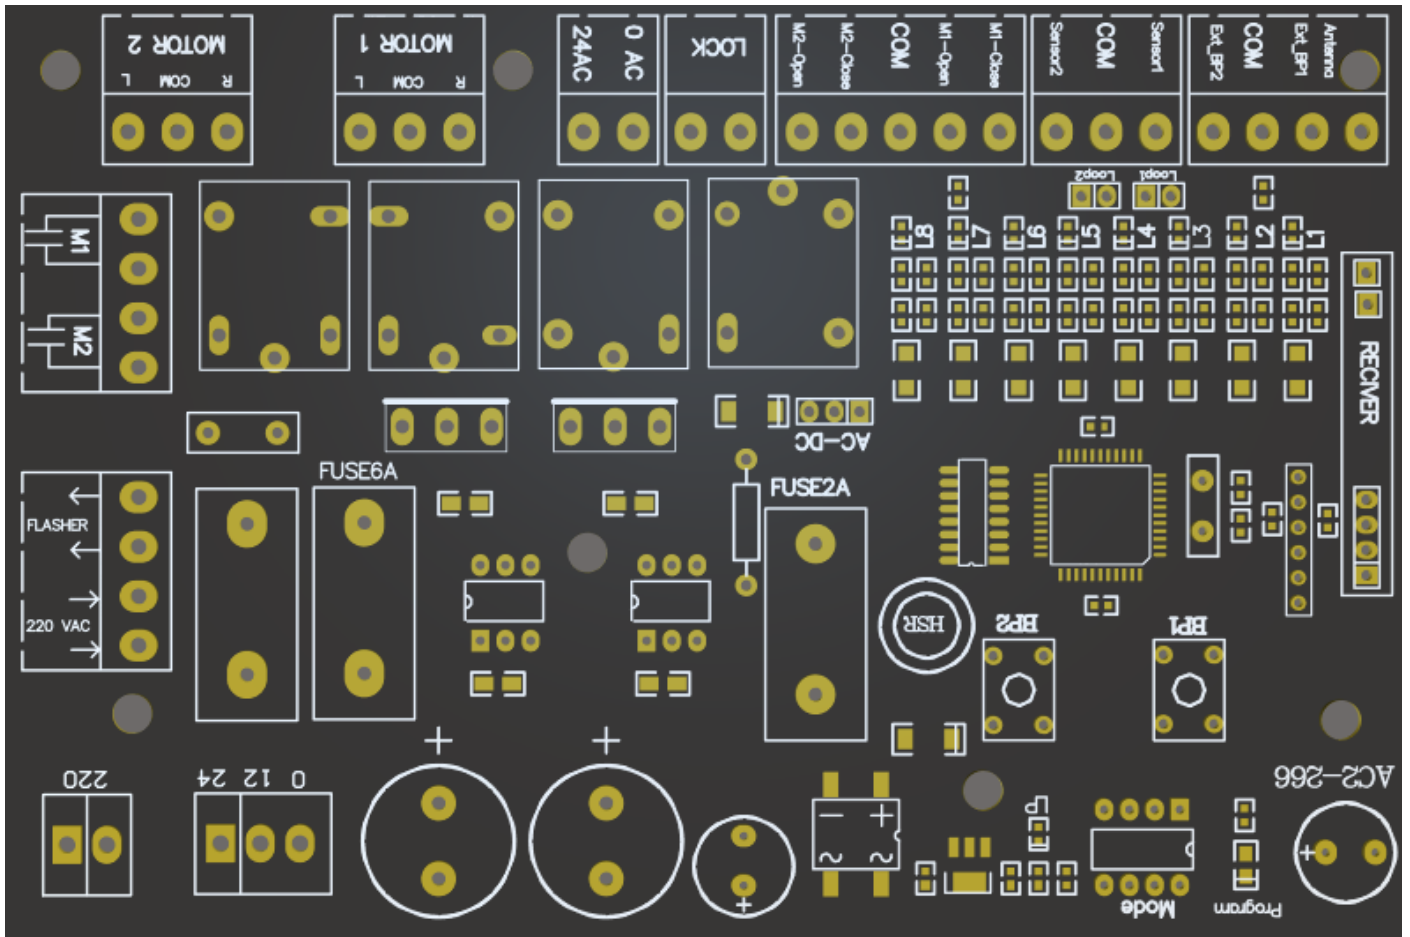 MOTOR 2
L COM R
MOTOR 1
L COM R
24AC
0 AC
LOCK
M2-Open
M2-Close
COM
M1-Open
M1-Close
Sensor2
COM
Sensor1
Ext_BP2
COM
Ext_BP1
Antenna
Loop2
Loop1
M1
M2
L8
L7
L6
L5
L4
L3
L2
L1
RECIVER
AC-DC
FUSE6A
FUSE2A
FLASHER
220 VAC
HSR
BP2
BP1
220
24 12 0
+
+
+
- +
~ ~
LP
AC2-266
+
Mode
Program